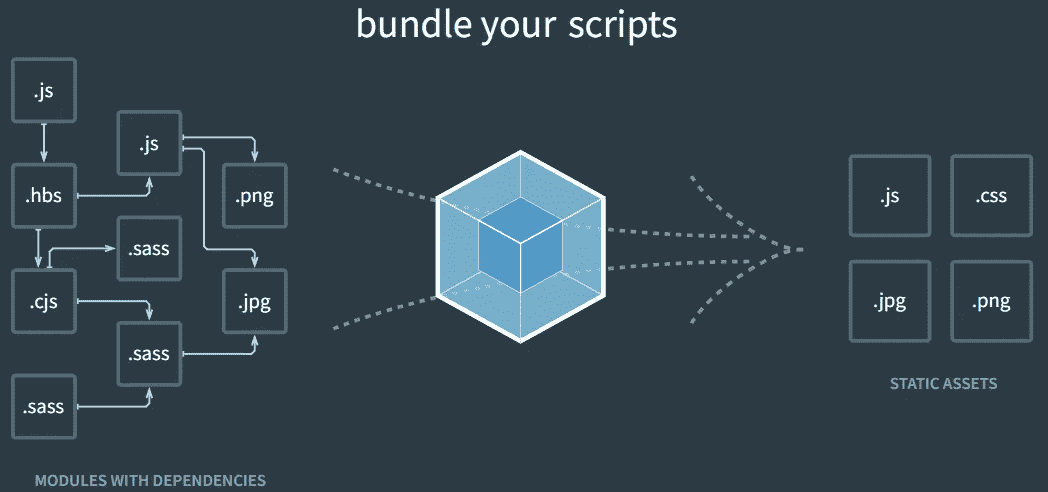 bundle your scripts
.js
.js
.hbs
.png
.sass
.cjs
.jpg
.sass
.sass
MODULES WITH DEPENDENCIES
.js
.css
.jpg
.png
STATIC ASSETS